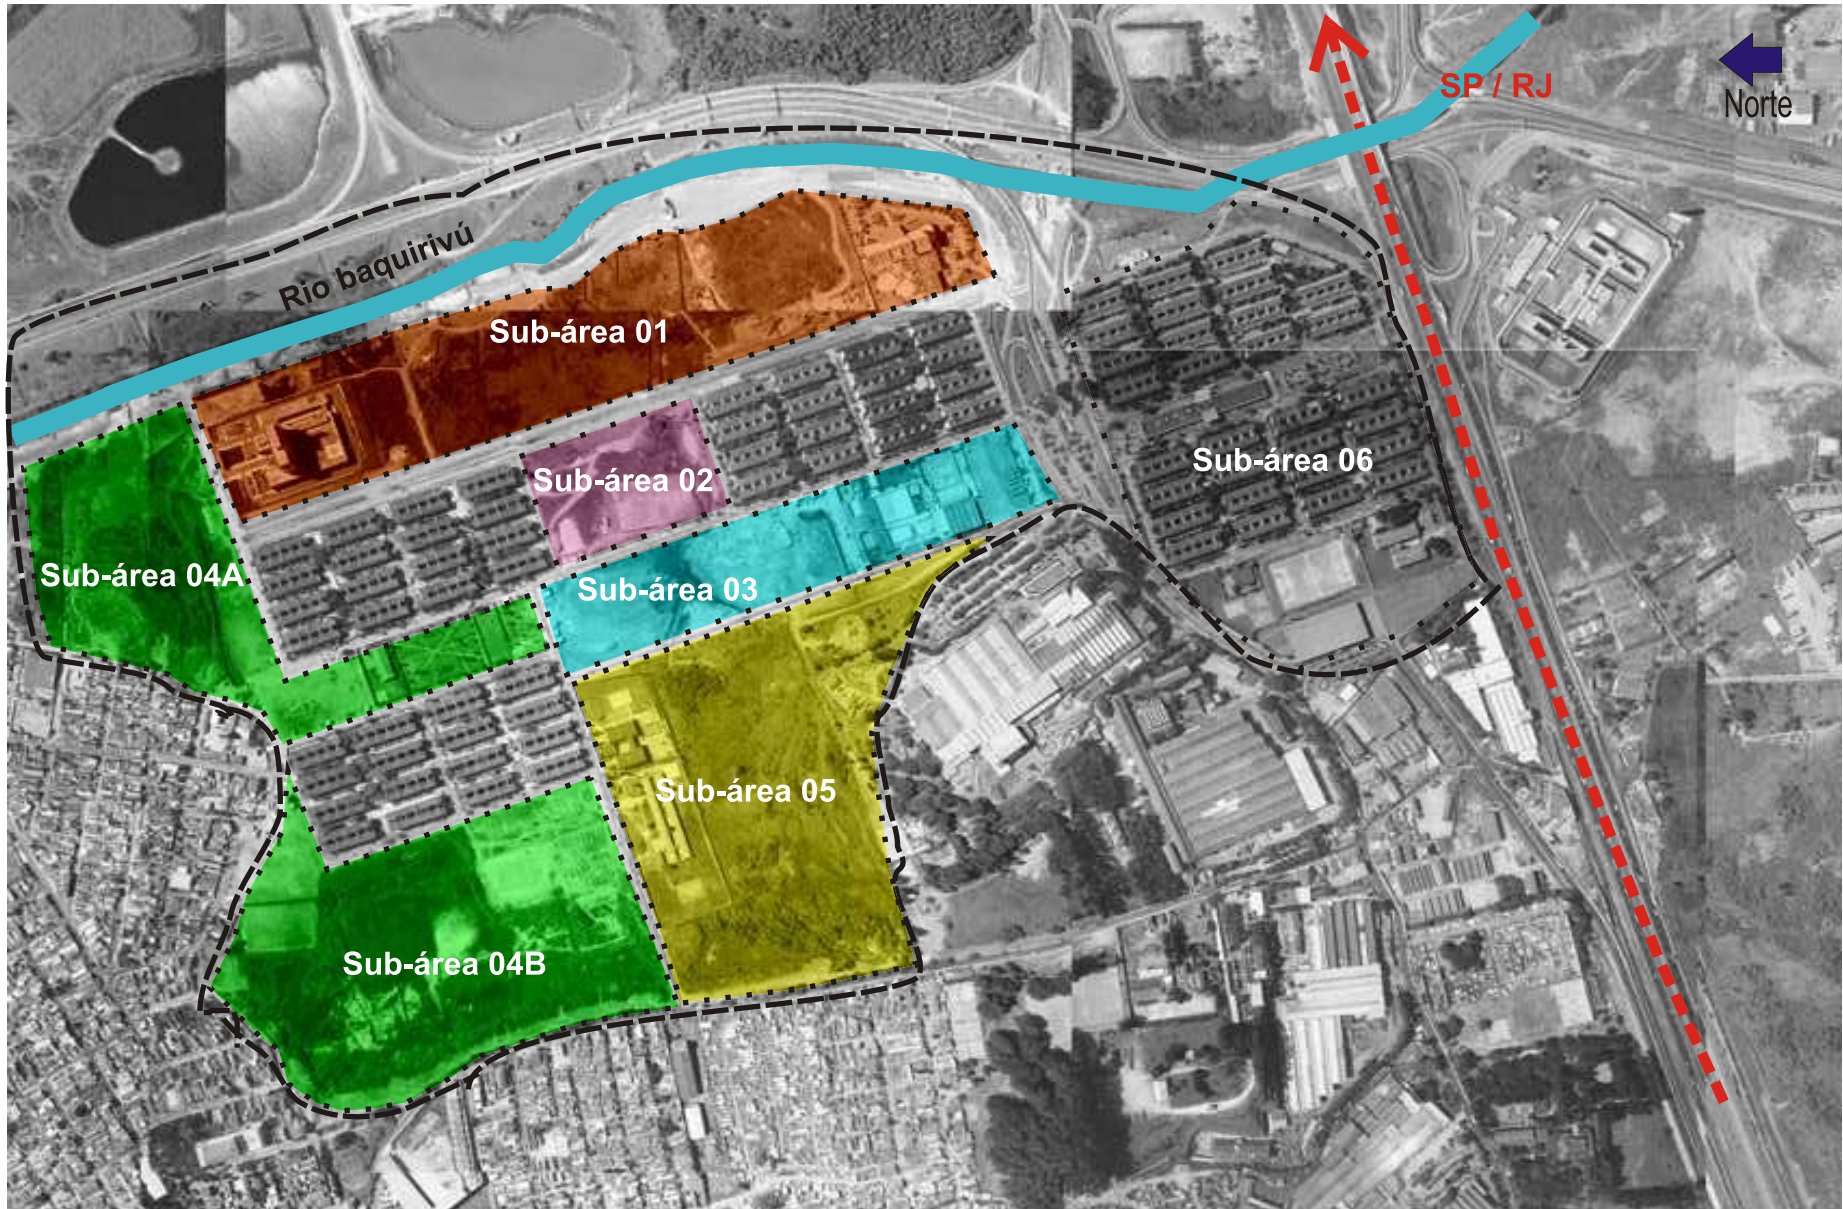 SP / RJ
Norte
Rio baquirivú
Sub-área 01
Sub-área 02
Sub-área 06
Sub-área 04A
Sub-área 03
Sub-área 05
Sub-área 04B